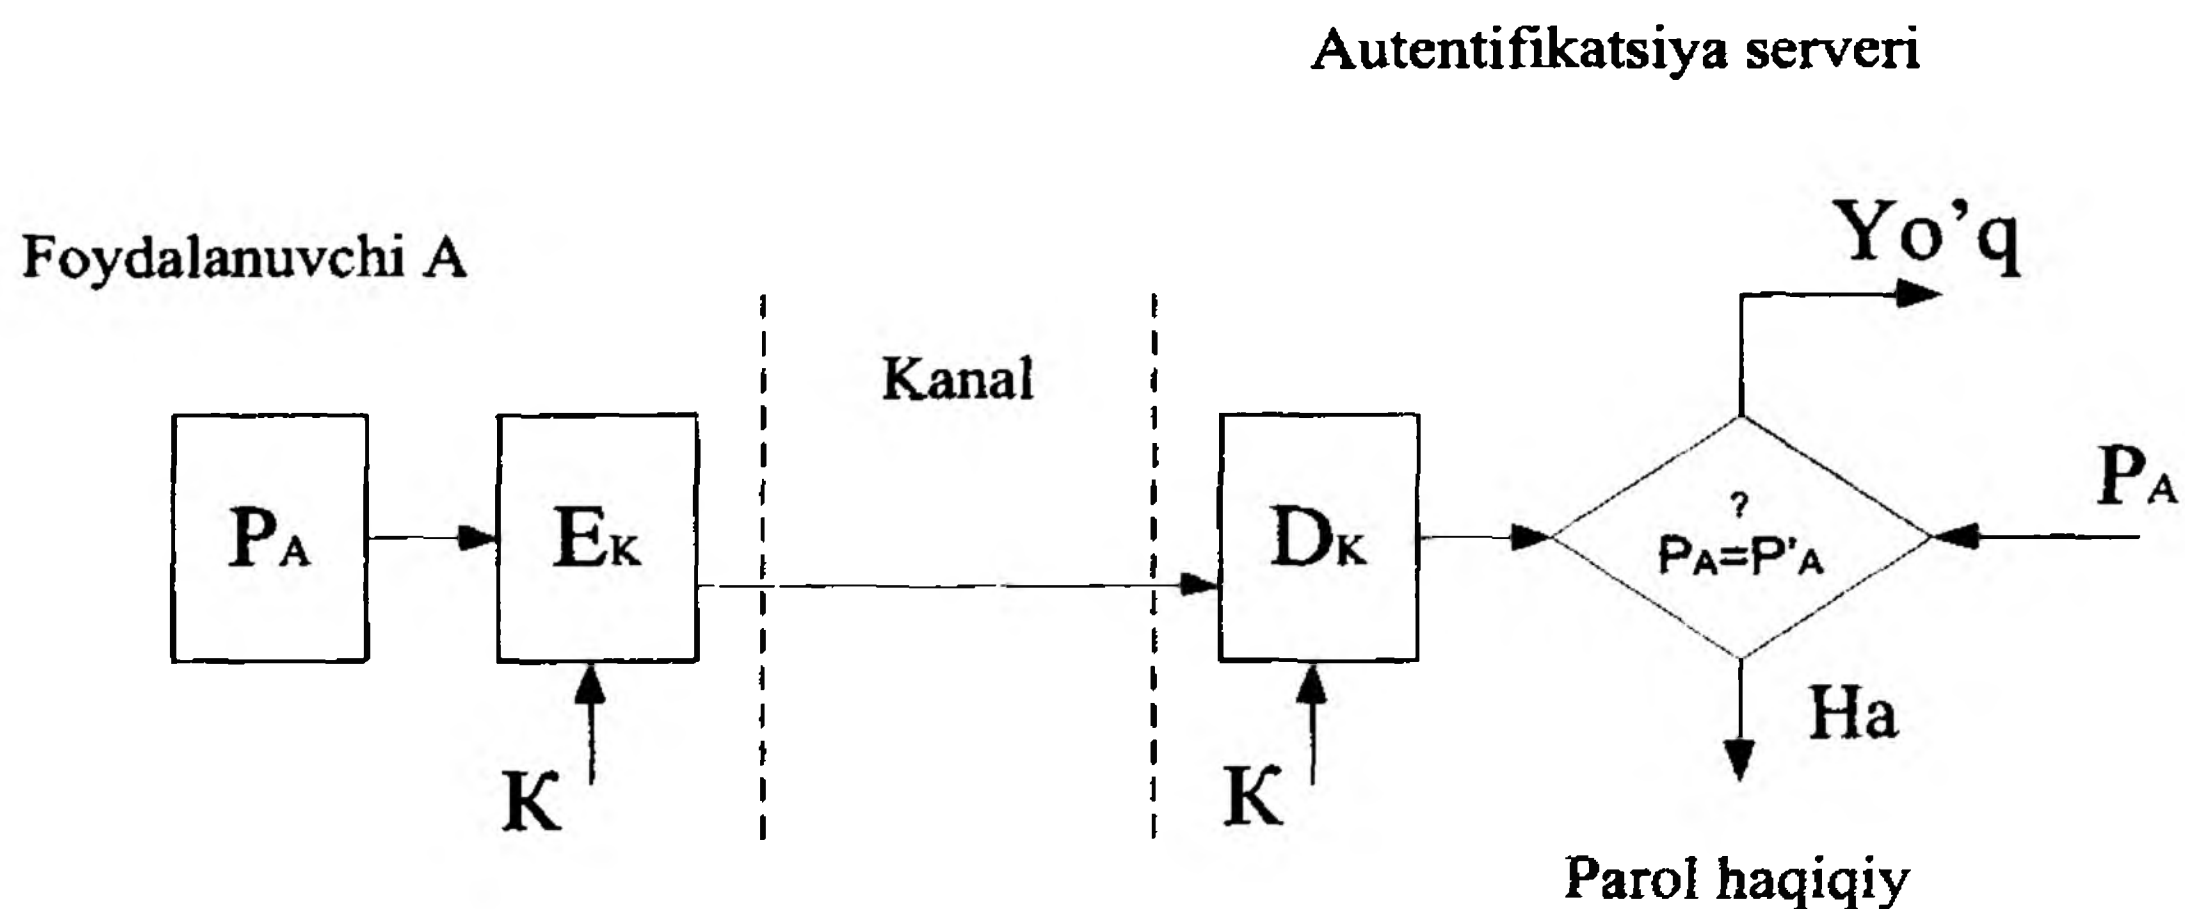 Autentifikatsiya serveri
Yo’q
Foydalanuvchi A
Kanal
PA
EK
DK
?
PA=P'A
PA
K
K
Ha
Parol haqiqiy